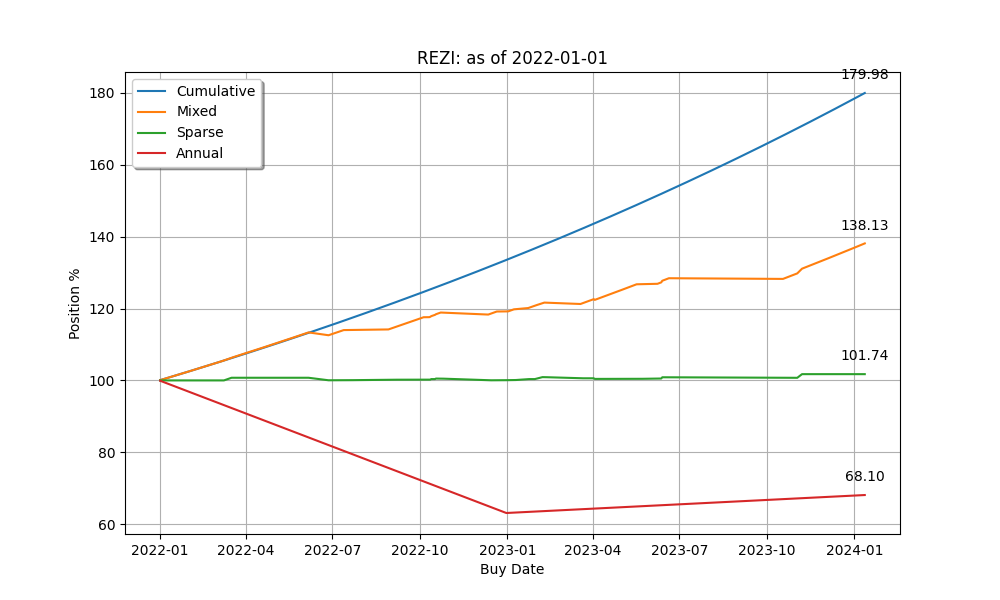 REZI: as of 2022-01-01
Cumulative
Mixed
Sparse
Annual
179.98
138.13
101.74
68.10
180
160
140
120
100
80
60
Position %
2022-01 2022-04 2022-07 2022-10 2023-01 2023-04 2023-07 2023-10 2024-01
Buy Date